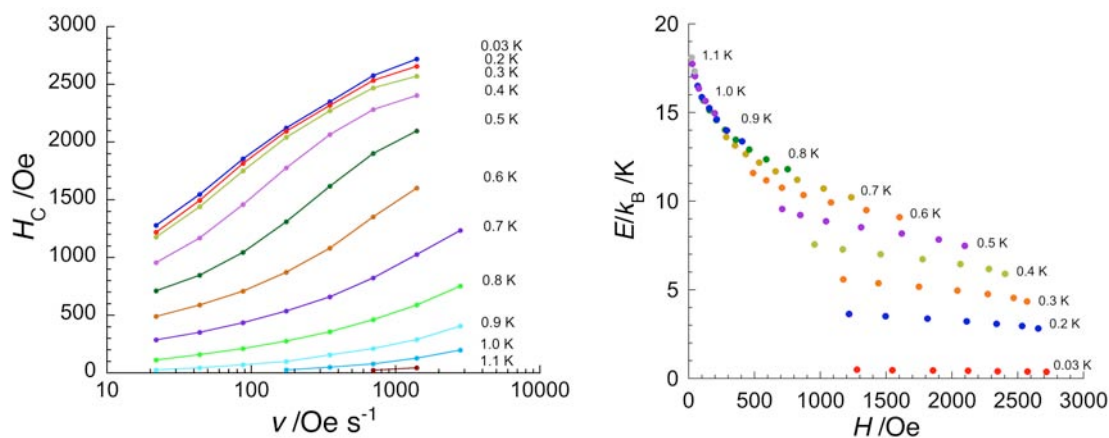 3000
2500
2000
1500
1000
500
0
H_C /Oe
10
100
1000
10000
v/Oe s⁻¹
0.03 K
0.2 K
0.3 K
0.4 K
0.5 K
0.6 K
0.7 K
0.8 K
0.9 K
1.0 K
1.1 K
20
15
10
5
0
E/k_B /K
0
500
1000
1500
2000
2500
3000
H/Oe
1.1 K
1.0 K
0.9 K
0.8 K
0.7 K
0.6 K
0.5 K
0.4 K
0.3 K
0.2 K
0.03 K